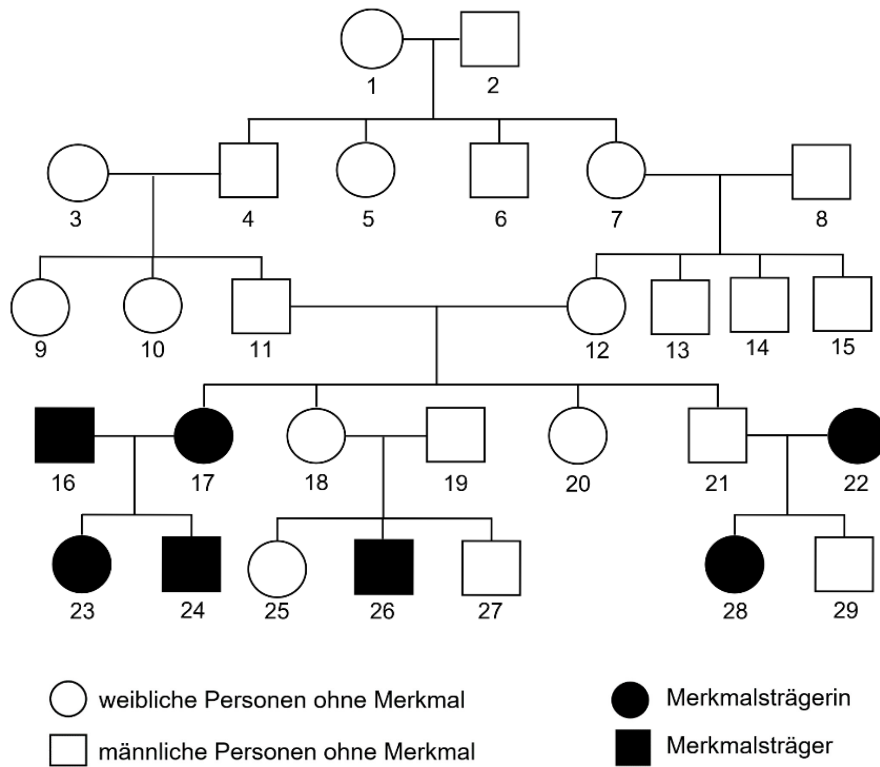 1 2
3 4 5 6 7 8
9 10 11 12 13 14 15
16 17 18 19 20 21 22
23 24 25 26 27 28 29
weibliche Personen ohne Merkmal
Merkmalsträgerin
männliche Personen ohne Merkmal
Merkmalsträger